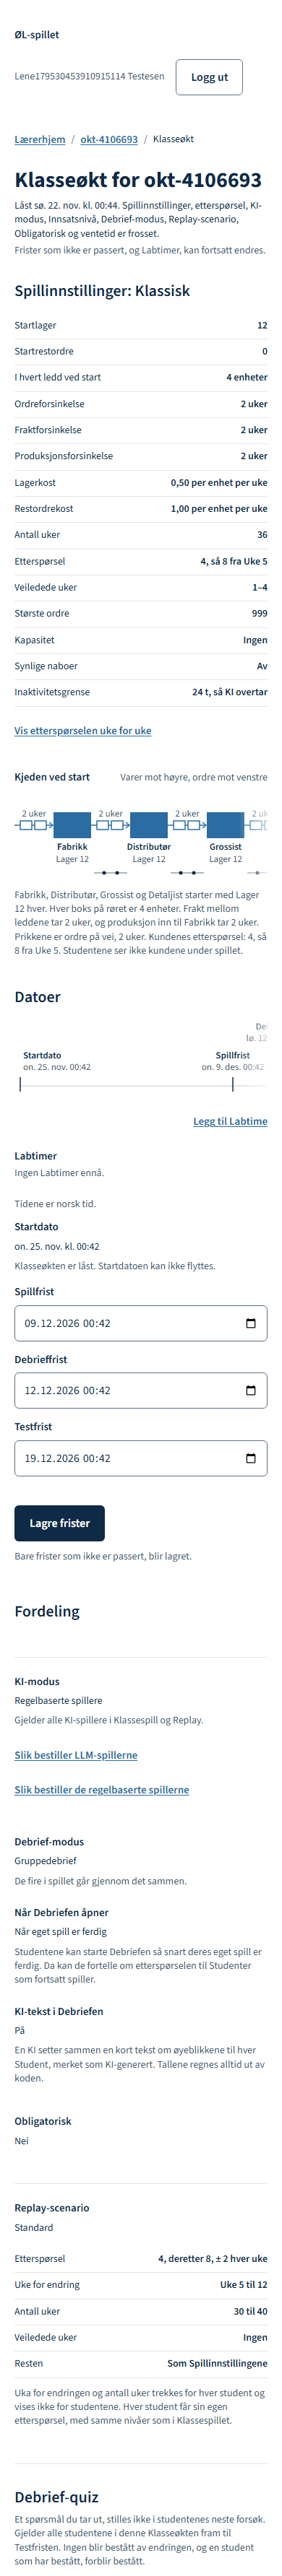 ØL-spillet
Lene179530453910915114 Testesen
Logg ut
Lærerhjem / okt-4106693 / Klasseøkt
Klasseøkt for okt-4106693
Låst sø. 22. nov. kl. 00:44. Spillinnstillinger, etterspørsel, KI-
modus, Innsatsnivå, Debrief-modus, Replay-scenario,
Obligatorisk og ventetid er frosset.
Frister som ikke er passert, og Labtimer, kan fortsatt endres.
Spillinnstillinger: Klassisk
Startlager 12
Startrestordre 0
I hvert ledd ved start 4 enheter
Ordreforsinkelse 2 uker
Fraktforsinkelse 2 uker
Produksjonsforsinkelse 2 uker
Lagerkost 0,50 per enhet per uke
Restordrekost 1,00 per enhet per uke
Antall uker 36
Etterspørsel 4, så 8 fra Uke 5
Veiledede uker 1–4
Største ordre 999
Kapasitet Ingen
Synlige naboer Av
Inaktivitetsgrense 24 t, så KI overtar
Vis etterspørselen uke for uke
Kjeden ved start Varer mot høyre, ordre mot venstre
2 uker 2 uker 2 uker 2 uk
Fabrikk Distributør Grossist
Lager 12 Lager 12 Lager 12
Fabrikk, Distributør, Grossist og Detaljist starter med Lager
12 hver. Hver boks på røret er 4 enheter. Frakt mellom
leddene tar 2 uker, og produksjon inn til Fabrikk tar 2 uker.
Prikkene er ordre på vei, 2 uker. Kundenes etterspørsel: 4, så
8 fra Uke 5. Studentene ser ikke kundene under spillet.
Datoer
De
lø. 12
Startdato Spillfrist
on. 25. nov. 00:42 on. 9. des. 00:42
Legg til Labtime
Labtimer
Ingen Labtimer ennå.
Tidene er norsk tid.
Startdato
on. 25. nov. kl. 00:42
Klasseøkten er låst. Startdatoen kan ikke flyttes.
Spillfrist
09.12.2026 00:42
Debrieffrist
12.12.2026 00:42
Testfrist
19.12.2026 00:42
Lagre frister
Bare frister som ikke er passert, blir lagret.
Fordeling
KI-modus
Regelbaserte spillere
Gjelder alle KI-spillere i Klassespill og Replay.
Slik bestiller LLM-spillerne
Slik bestiller de regelbaserte spillerne
Debrief-modus
Gruppedebrief
De fire i spillet går gjennom det sammen.
Når Debriefen åpner
Når eget spill er ferdig
Studentene kan starte Debriefen så snart deres eget spill er
ferdig. Da kan de fortelle om etterspørselen til Studenter
som fortsatt spiller.
KI-tekst i Debriefen
På
En KI setter sammen en kort tekst om øyeblikkene til hver
Student, merket som KI-generert. Tallene regnes alltid ut av
koden.
Obligatorisk
Nei
Replay-scenario
Standard
Etterspørsel 4, deretter 8, ± 2 hver uke
Uke for endring Uke 5 til 12
Antall uker 30 til 40
Veiledede uker Ingen
Resten Som Spillinnstillingene
Uka for endringen og antall uker trekkes for hver student og
vises ikke for studentene. Hver student får sin egen
etterspørsel, med samme nivåer som i Klassespillet.
Debrief-quiz
Et spørsmål du tar ut, stilles ikke i studentenes neste forsøk.
Gjelder alle studentene i denne Klasseøkten fram til
Testfristen. Ingen blir bestått av endringen, og en student
som har bestått, forblir bestått.